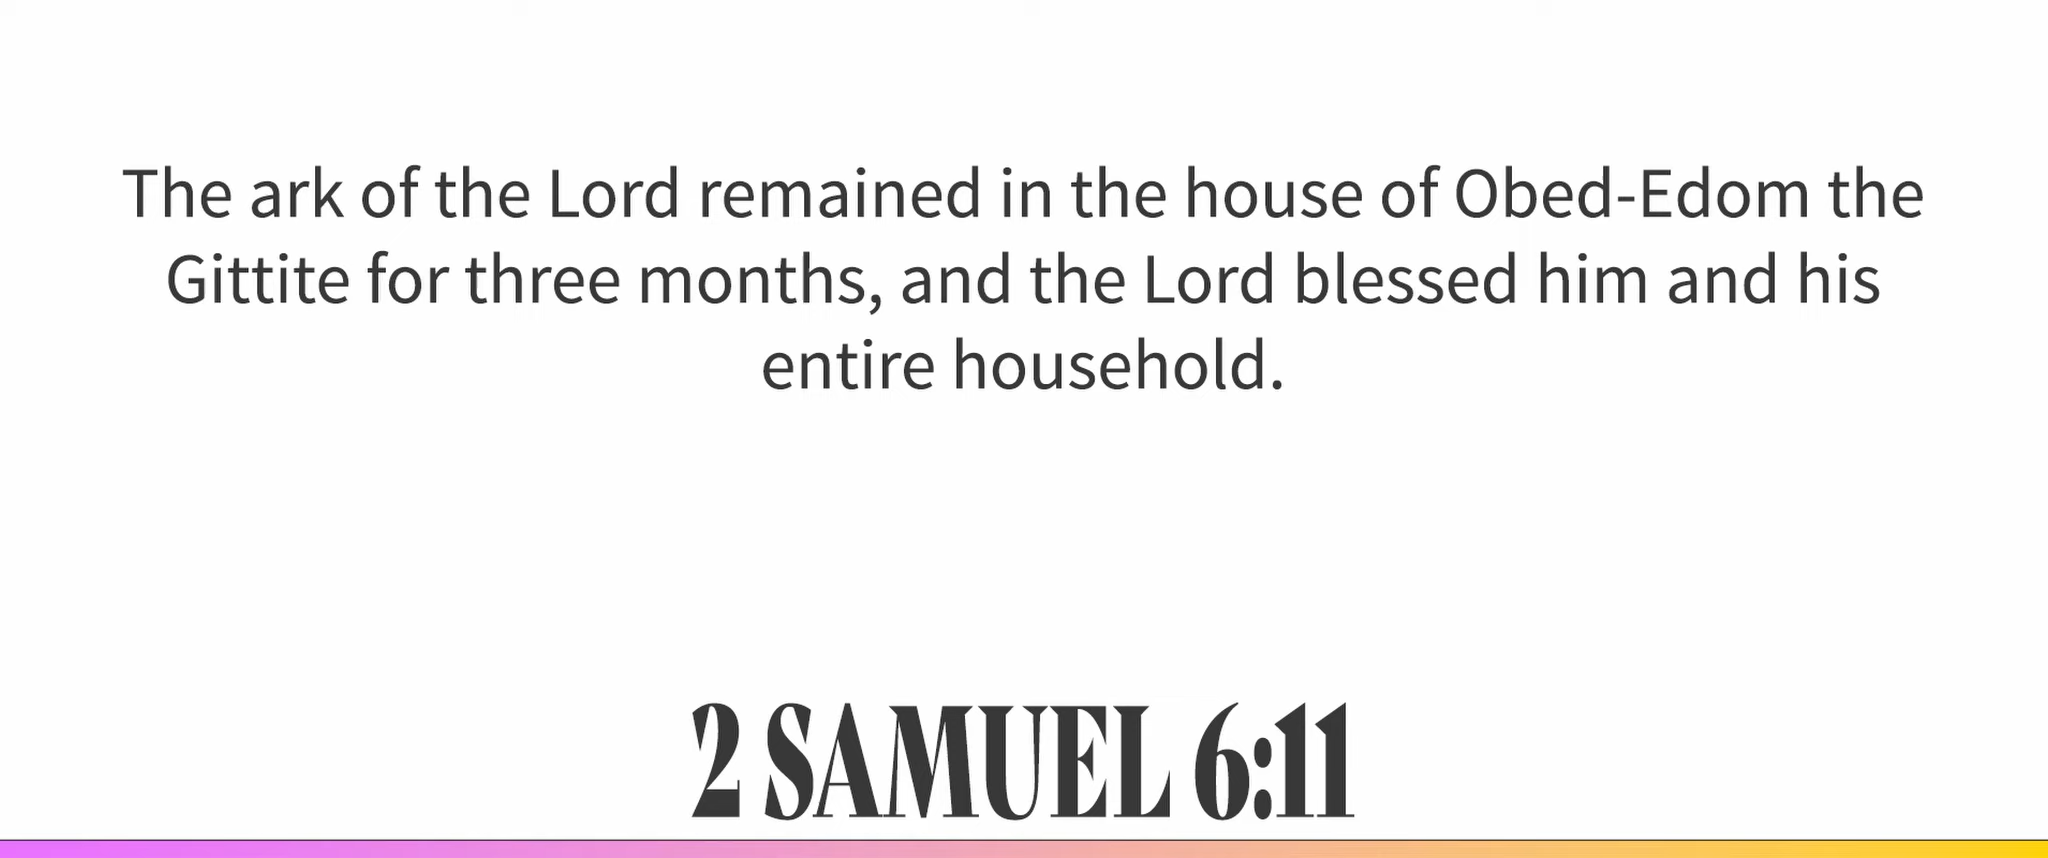 The ark of the Lord remained in the house of Obed-Edom the
Gittite for three months, and the Lord blessed him and his
entire household.
2 SAMUEL 6:11